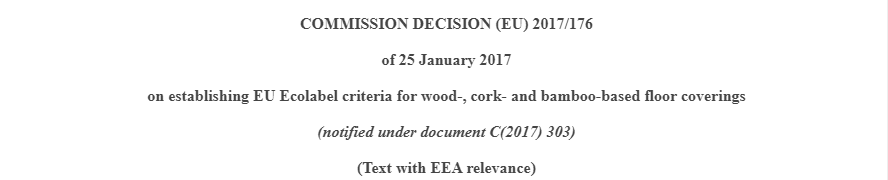 COMMISSION DECISION (EU) 2017/176
of 25 January 2017
on establishing EU Ecolabel criteria for wood-, cork- and bamboo-based floor coverings
(notified under document C(2017) 303)
(Text with EEA relevance)